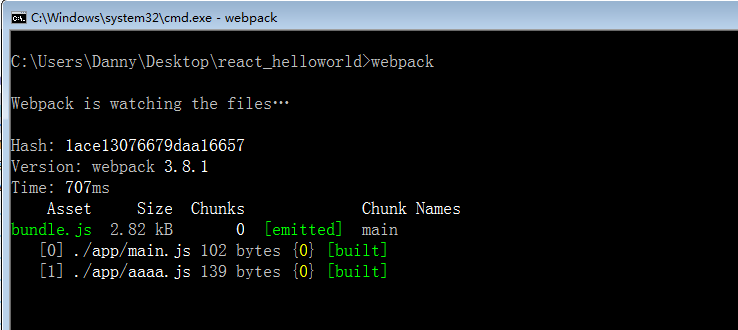 C:\Windows\system32\cmd.exe - webpack
C:\Users\Danny\Desktop\react_helloworld>webpack
Webpack is watching the files…
Hash: 1ace13076679daa16657
Version: webpack 3.8.1
Time: 707ms
Asset Size Chunks Chunk Names
bundle.js 2.82 kB 0 [emitted] main
[0] ./app/main.js 102 bytes {0} [built]
[1] ./app/aaaa.js 139 bytes {0} [built]